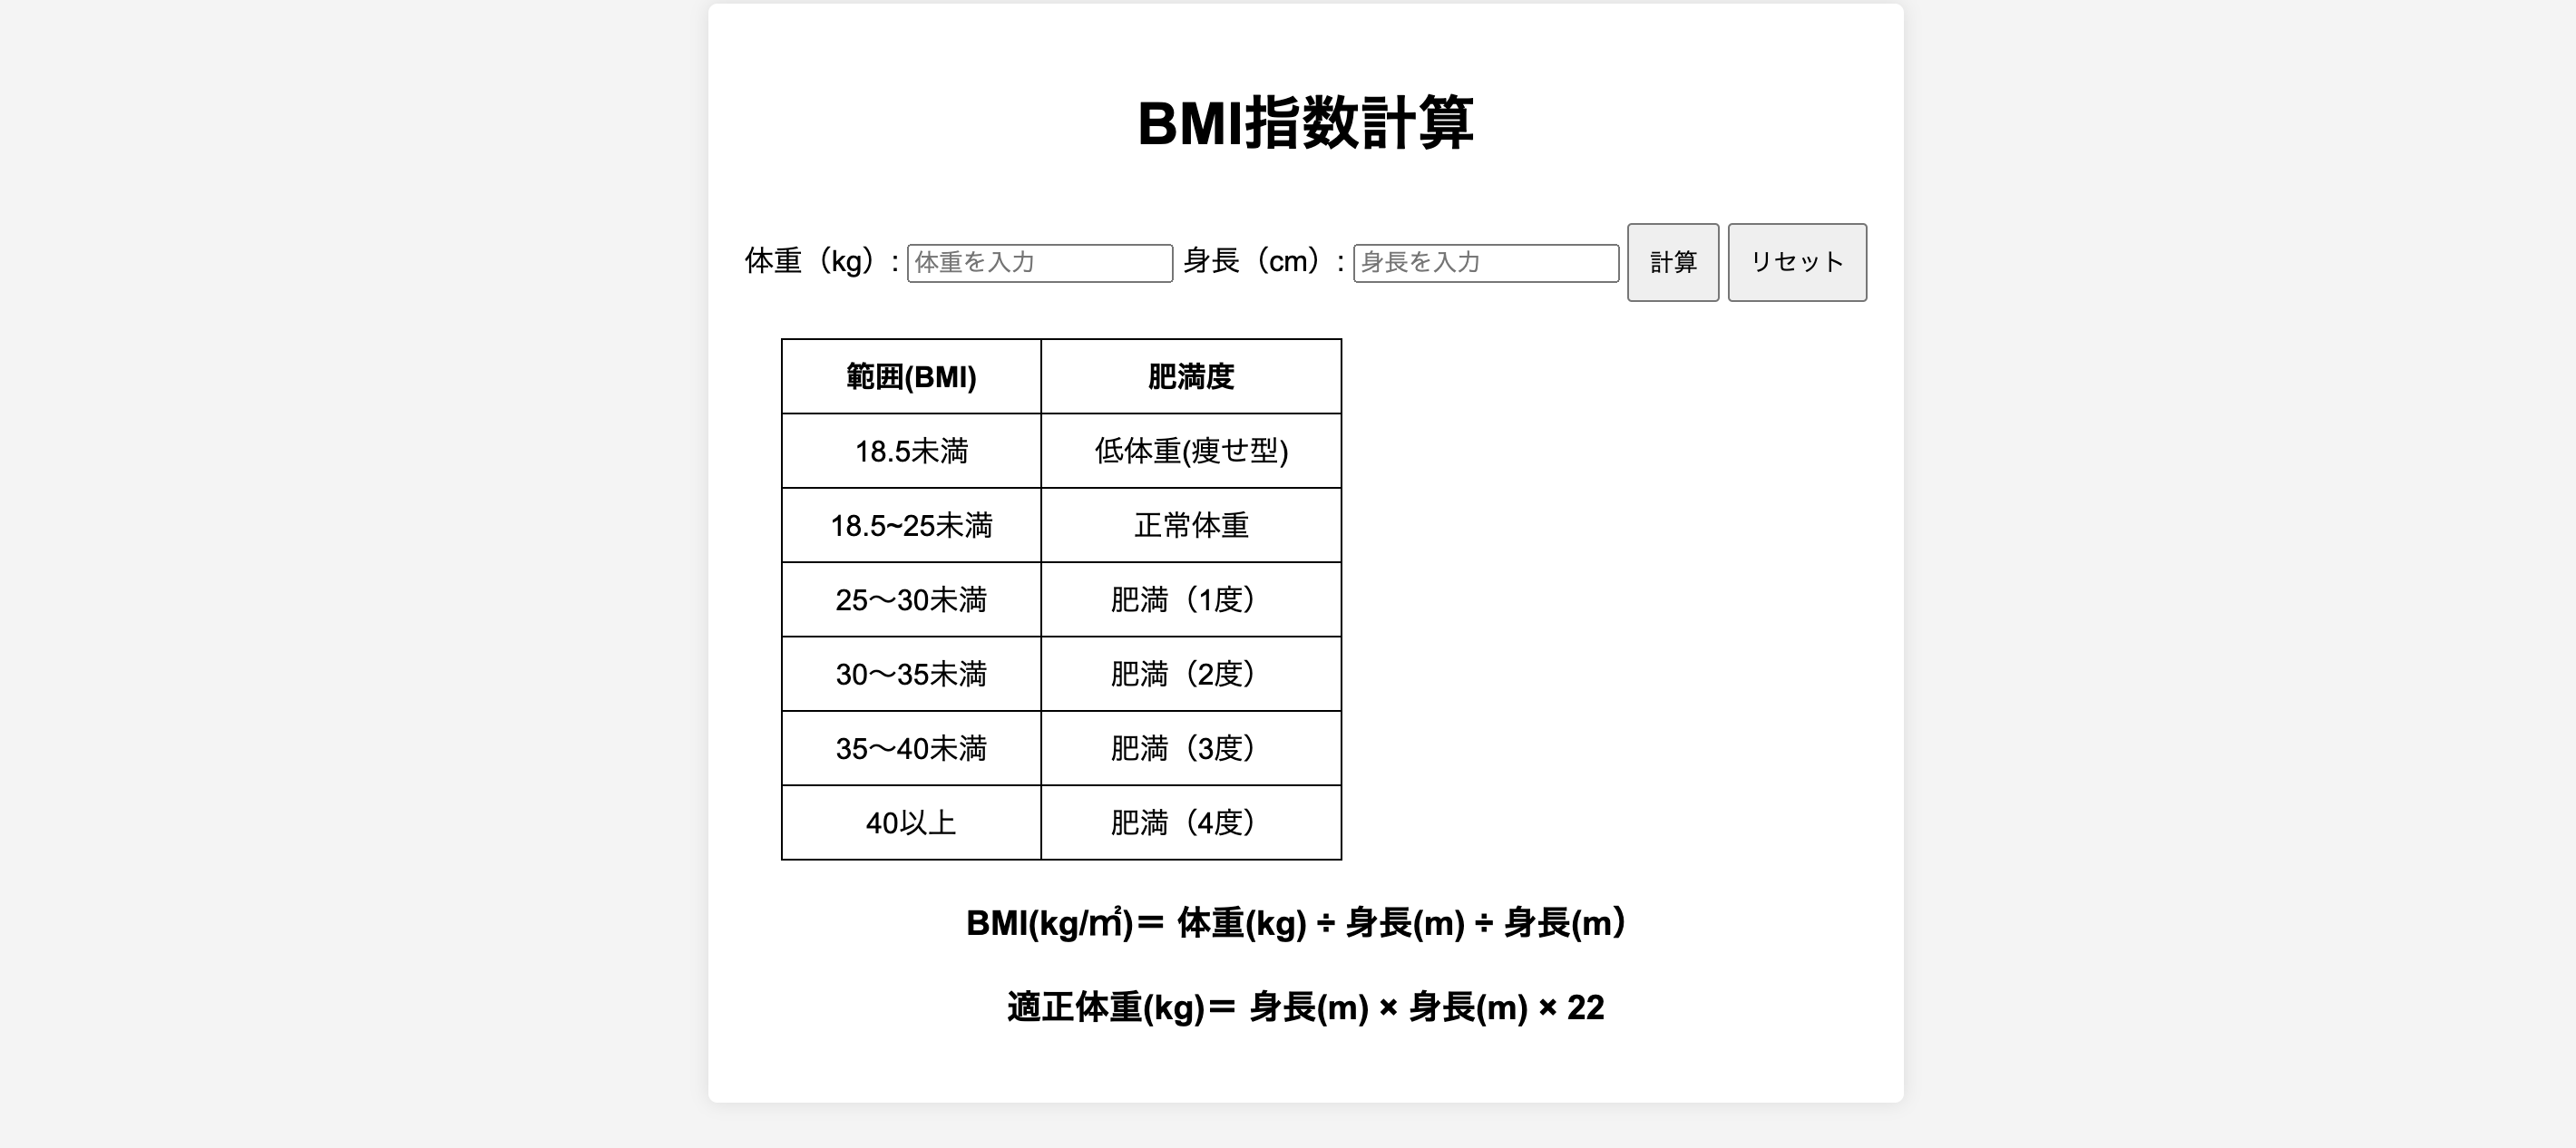 BMI指数計算
体重（kg）: 体重を入力 身長（cm）: 身長を入力 計算 リセット
範囲(BMI) 肥満度
18.5未満 低体重(痩せ型)
18.5~25未満 正常体重
25〜30未満 肥満（1度）
30〜35未満 肥満（2度）
35〜40未満 肥満（3度）
40以上 肥満（4度）
BMI(kg/㎡)＝ 体重(kg) ÷ 身長(m) ÷ 身長(m）
適正体重(kg)＝ 身長(m) × 身長(m) × 22